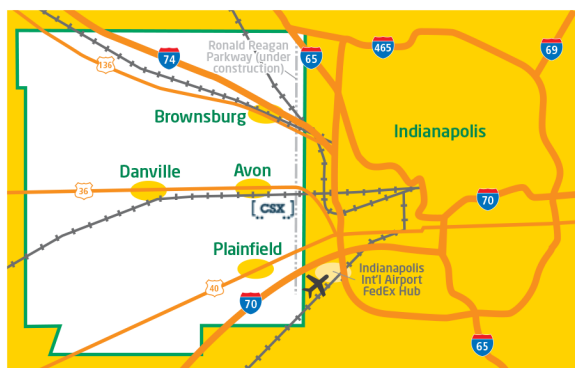 Ronald Reagan
Parkway (under
construction)
465
69
74
65
136
Brownsburg
Indianapolis
Danville
Avon
36
70
CSX
Plainfield
Indianapolis
Int'l Airport
FedEx Hub
40
70
65